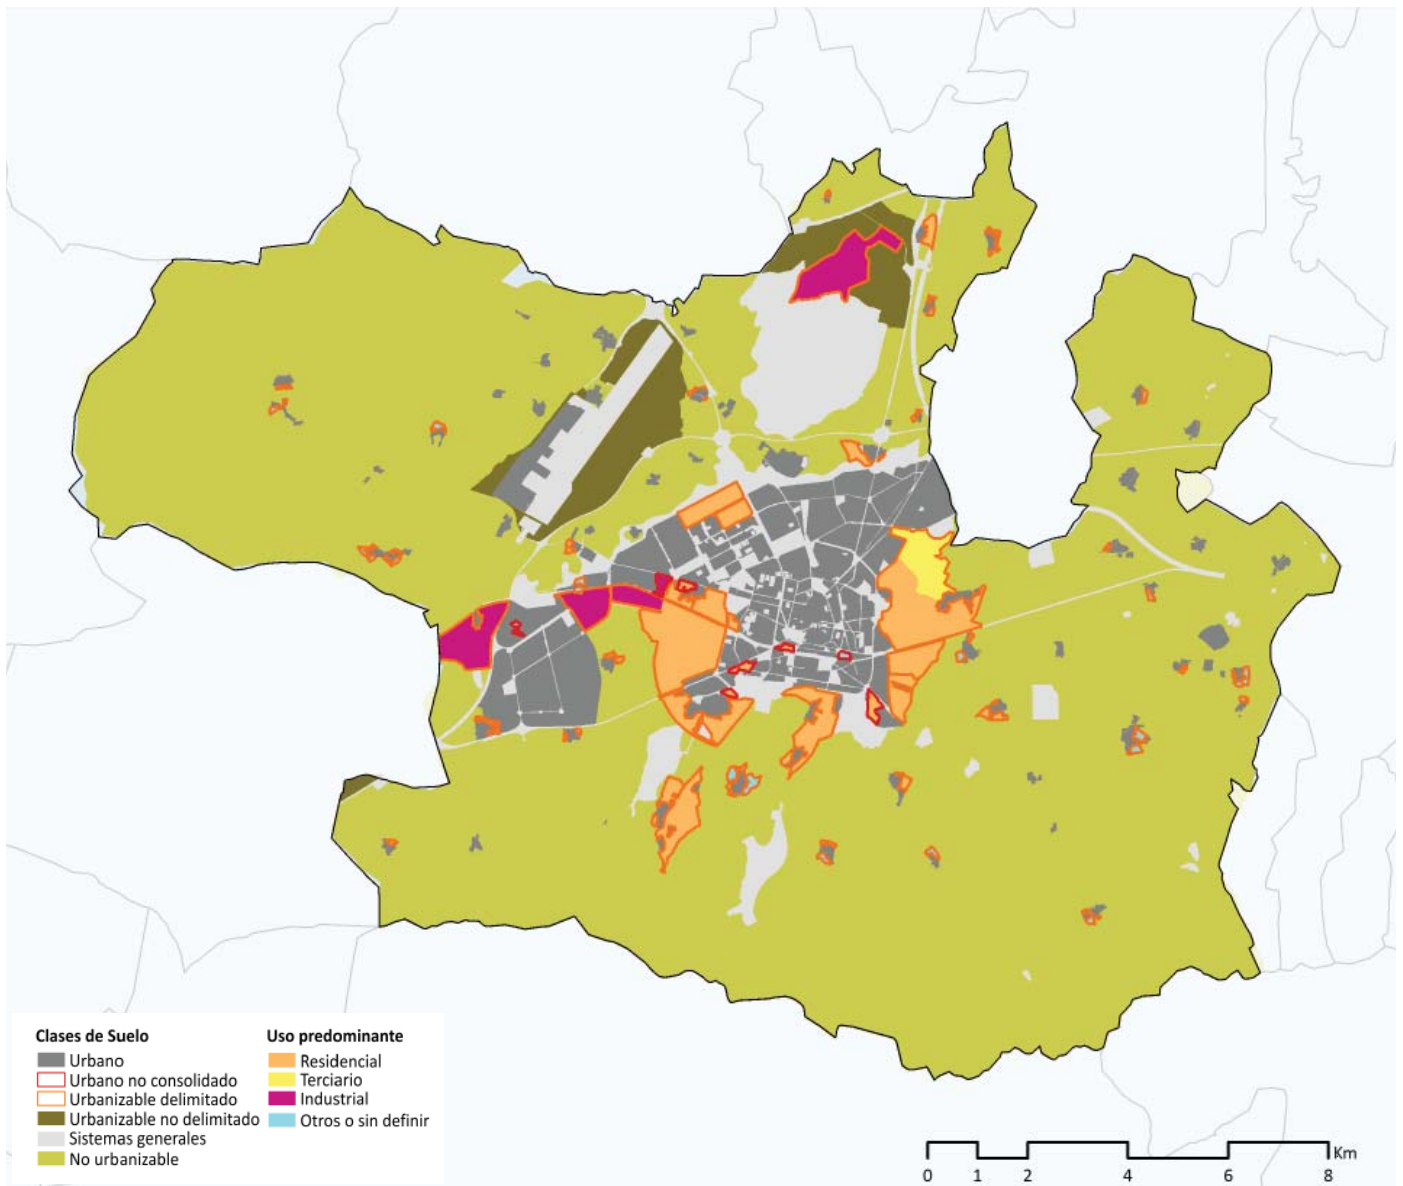 Clases de Suelo
Urbano
Urbano no consolidado
Urbanizable delimitado
Urbanizable no delimitado
Sistemas generales
No urbanizable
Uso predominante
Residencial
Terciario
Industrial
Otros o sin definir
Km
0 1 2 4 6 8